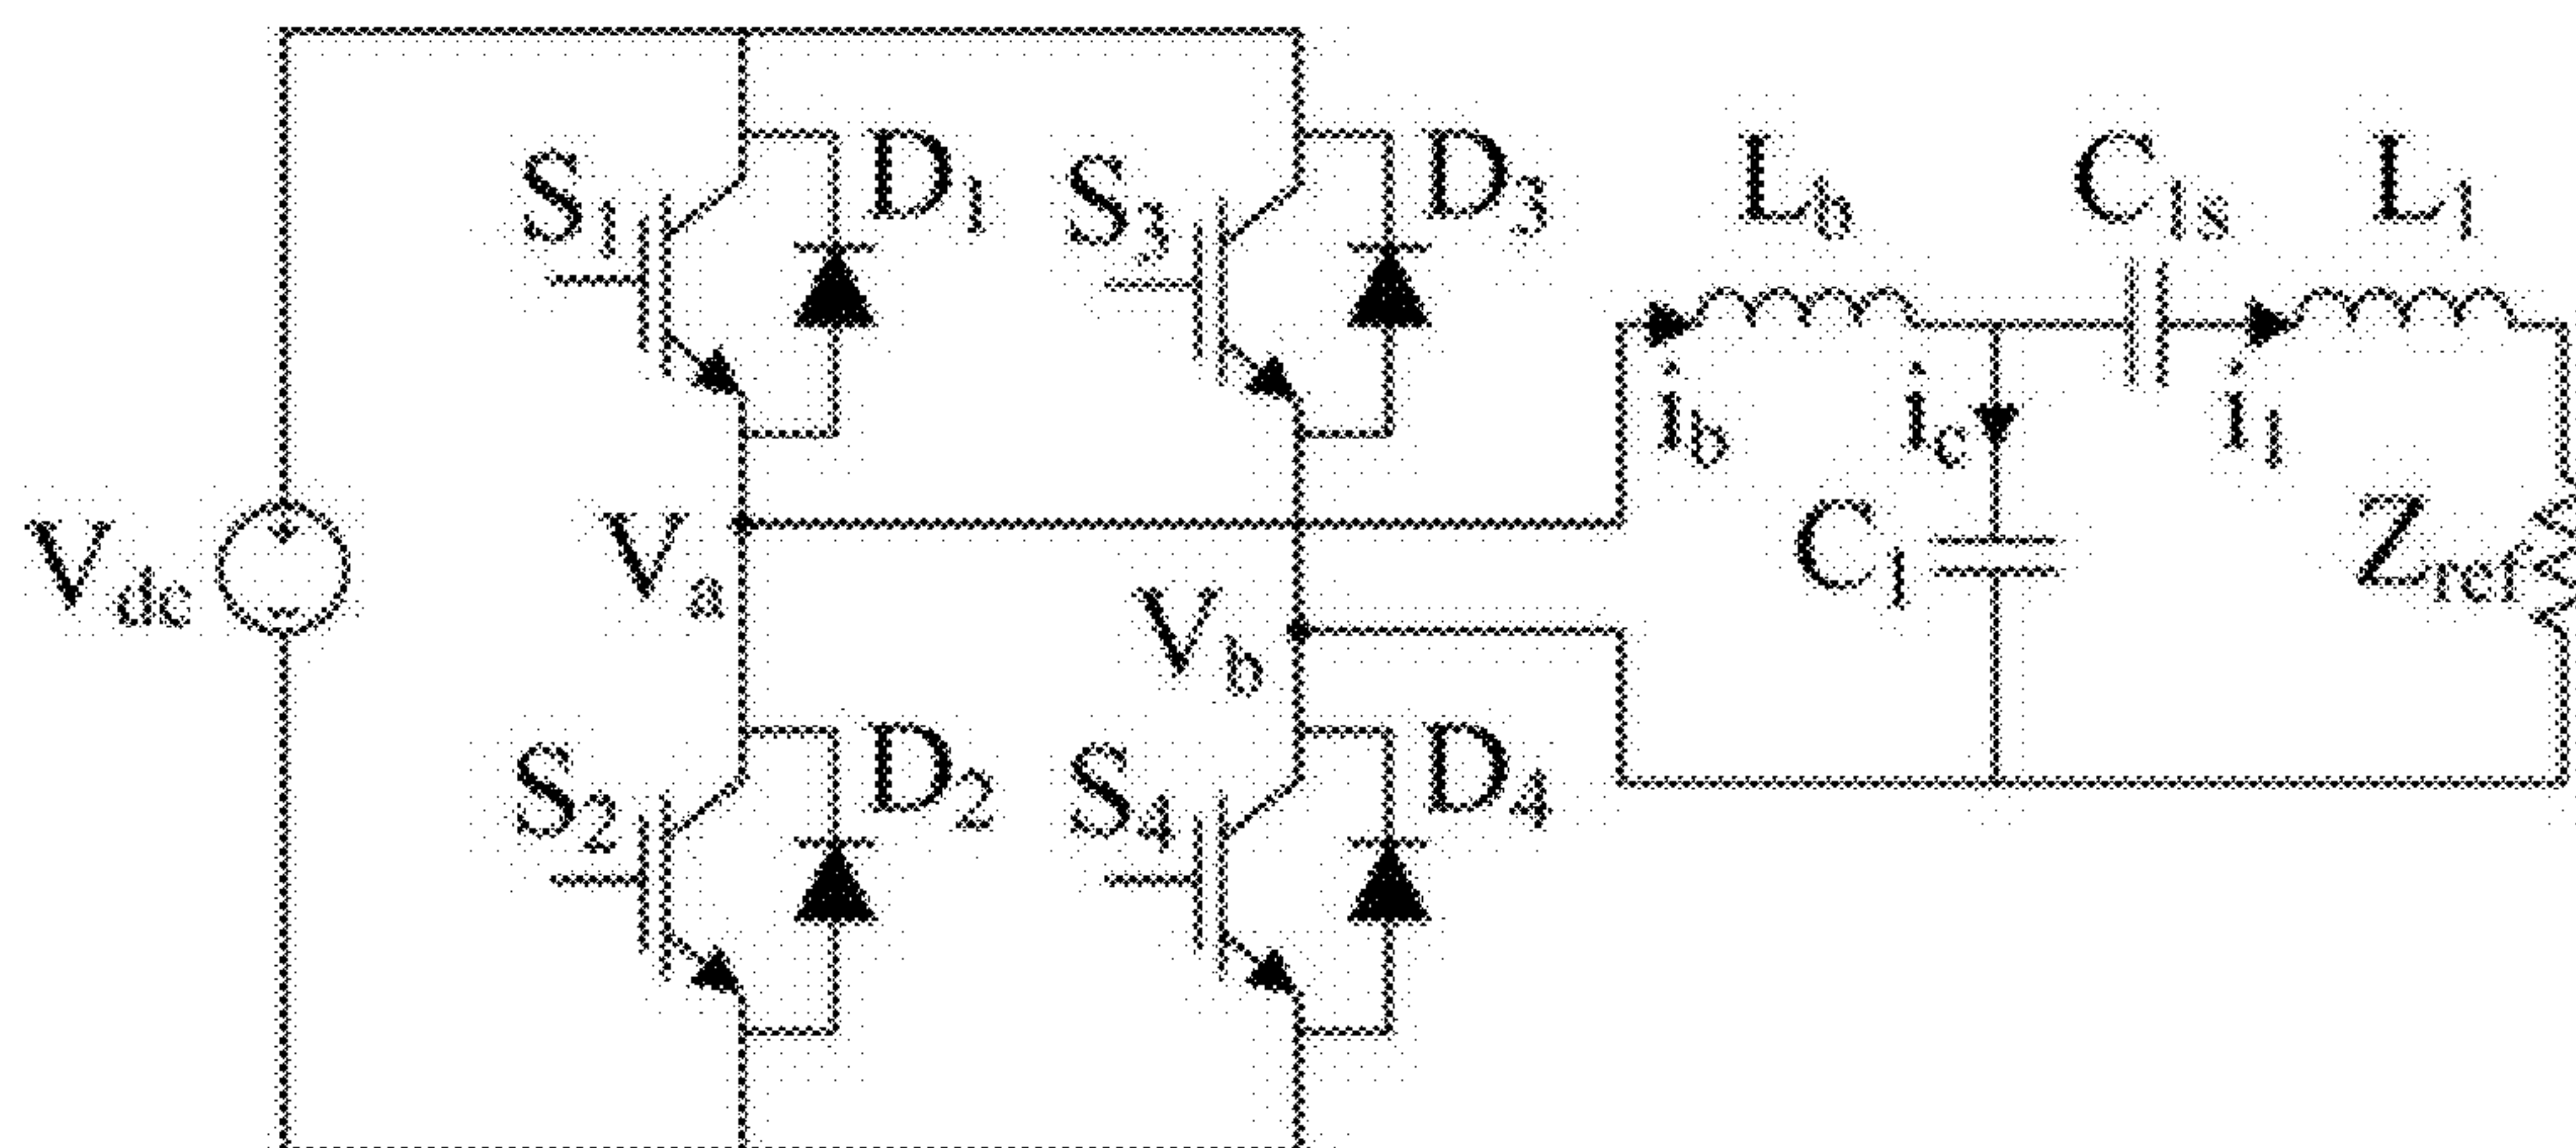 S1 D1 S3 D3 Lb C1s L1
ib ic i1
Vdc Va C1 Zref
Vb
S2 D2 S4 D4